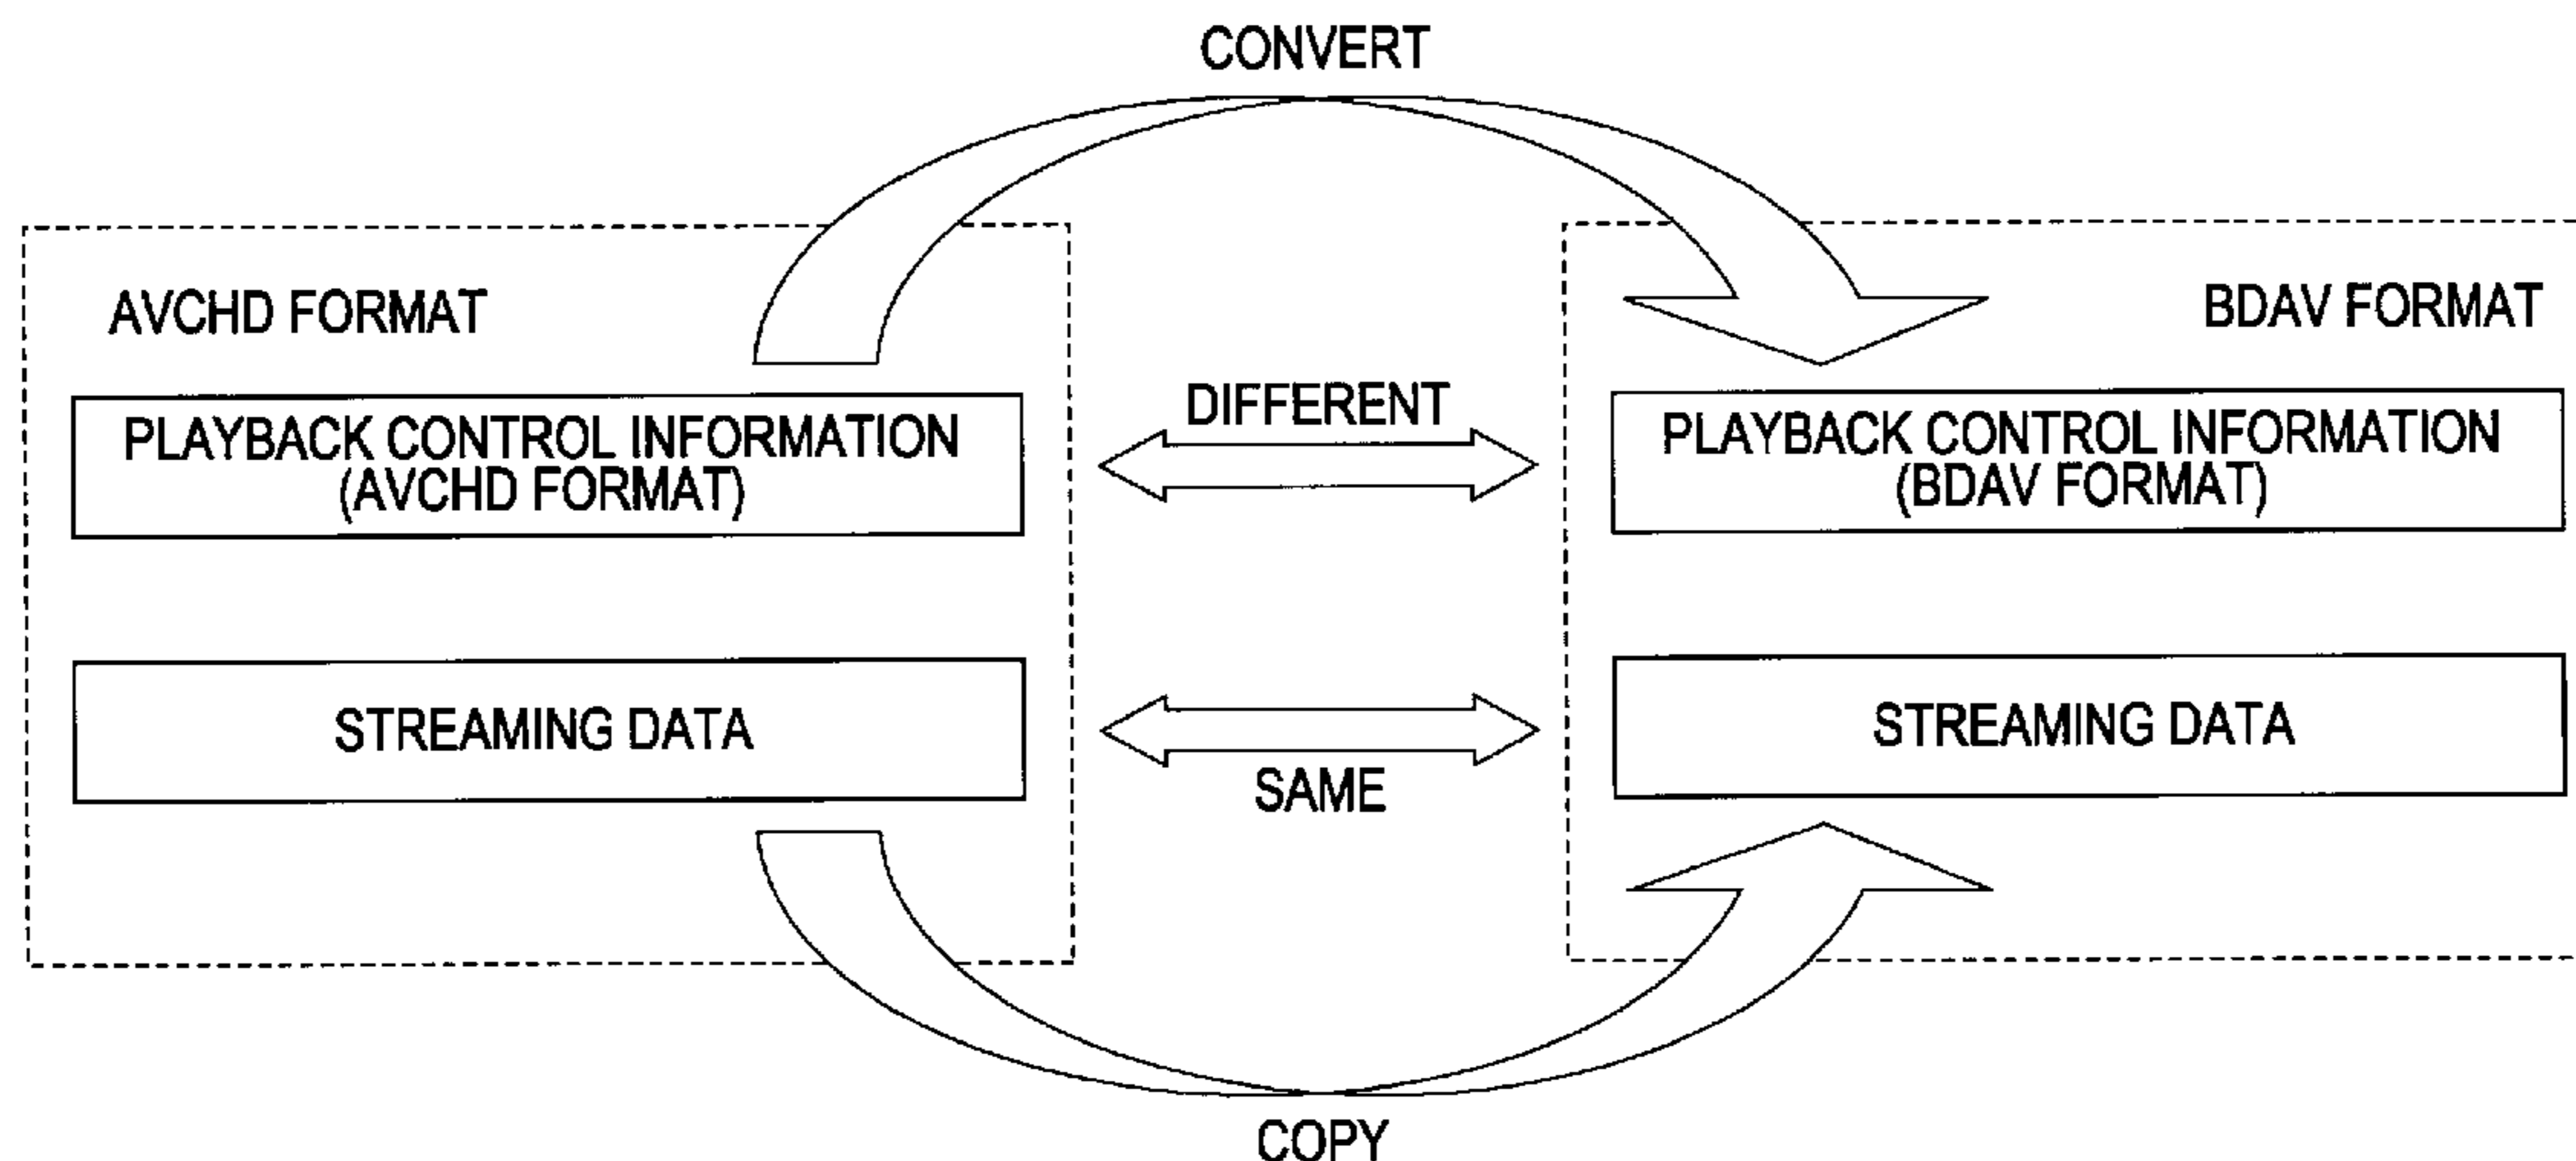 CONVERT
AVCHD FORMAT
BDAV FORMAT
PLAYBACK CONTROL INFORMATION
(AVCHD FORMAT)
DIFFERENT
PLAYBACK CONTROL INFORMATION
(BDAV FORMAT)
STREAMING DATA
SAME
STREAMING DATA
COPY